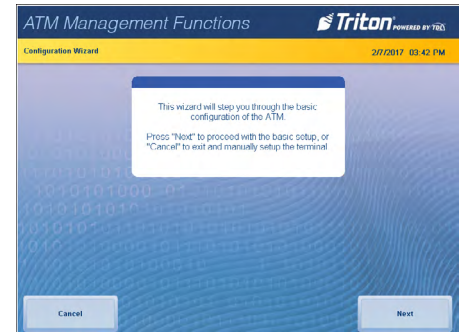 ATM Management Functions
Triton. POWERED BY
Configuration Wizard
2/7/2017 03:42 PM
This wizard will step you through the basic
configuration of the ATM.
Press "Next" to proceed with the basic setup, or
"Cancel" to exit and manually setup the terminal
Cancel
Next